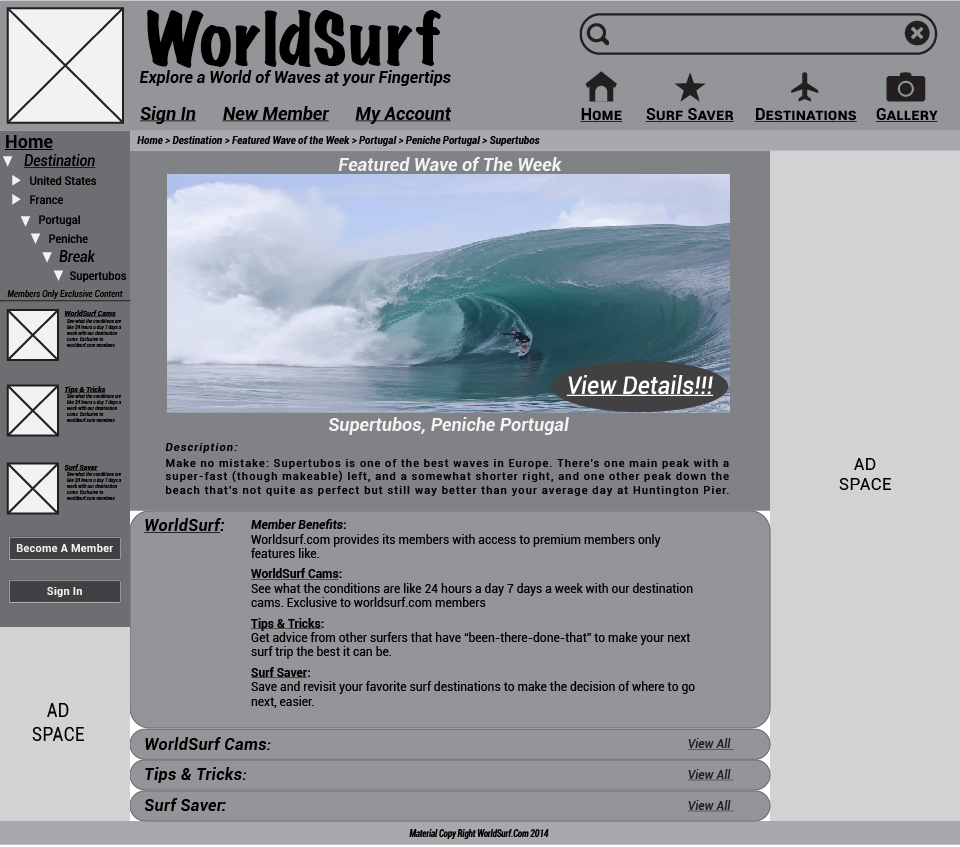 WorldSurf
Explore a World of Waves at your Fingertips
Sign In New Member My Account
Home Surf Saver Destinations Gallery
Home > Destination > Featured Wave of the Week > Portugal > Peniche Portugal > Supertubos
Home
Destination
United States
France
Portugal
Peniche
Break
Supertubos
Members Only Exclusive Content
WorldSurf Cams
See what the conditions are
like 24 hours a day 7 days a
week with our destination
cams. Exclusive to
worldsurf.com members
Tips & Tricks
See what the conditions are
like 24 hours a day 7 days a
week with our destination
cams. Exclusive to
worldsurf.com members
Surf Saver
See what the conditions are
like 24 hours a day 7 days a
week with our destination
cams. Exclusive to
worldsurf.com members
Become A Member
Sign In
AD
SPACE
Featured Wave of The Week
View Details!!!
Supertubos, Peniche Portugal
Description:
Make no mistake: Supertubos is one of the best waves in Europe. There's one main peak with a
super-fast (though makeable) left, and a somewhat shorter right, and one other peak down the
beach that's not quite as perfect but still way better than your average day at Huntington Pier.
WorldSurf:
Member Benefits:
Worldsurf.com provides its members with access to premium members only
features like.
WorldSurf Cams:
See what the conditions are like 24 hours a day 7 days a week with our destination
cams. Exclusive to worldsurf.com members
Tips & Tricks:
Get advice from other surfers that have “been-there-done-that” to make your next
surf trip the best it can be.
Surf Saver:
Save and revisit your favorite surf destinations to make the decision of where to go
next, easier.
WorldSurf Cams: View All
Tips & Tricks: View All
Surf Saver: View All
AD
SPACE
Material Copy Right WorldSurf.Com 2014